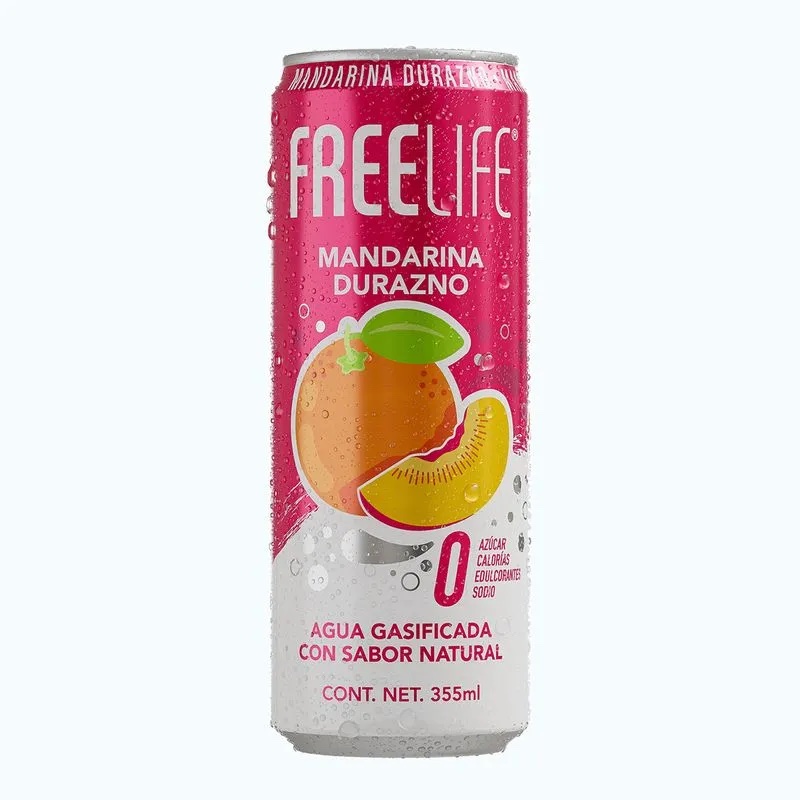 MANDARINA DURAZNO
FREELIFE®
MANDARINA
DURAZNO
0
AZÚCAR
CALORÍAS
EDULCORANTES
SODIO
AGUA GASIFICADA
CON SABOR NATURAL
CONT. NET. 355ml